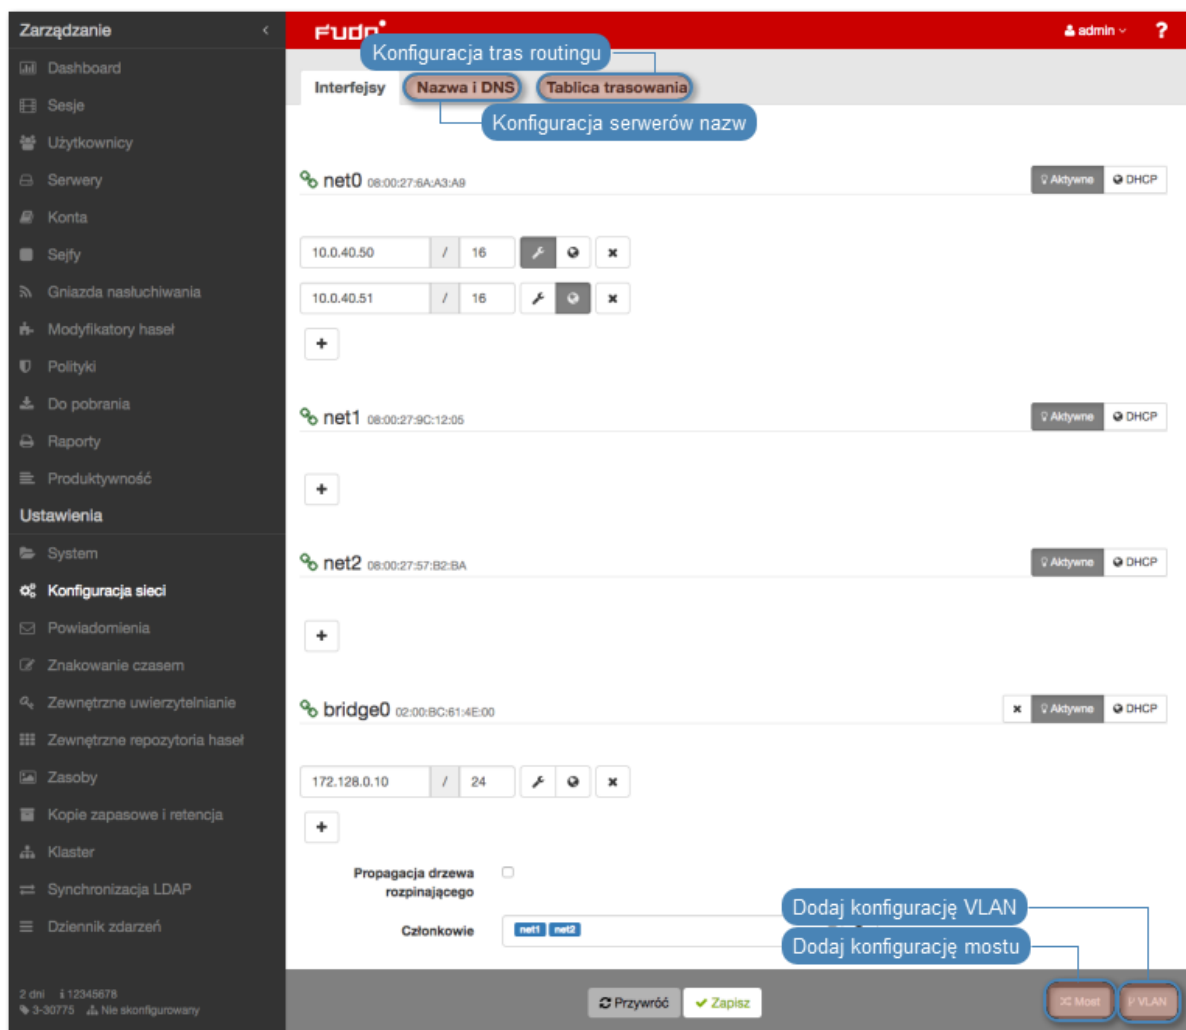 Zarządzanie
Dashboard
Sesje
Użytkownicy
Serwery
Konta
Sejfy
Gniazda nasłuchiwania
Modyfikatory haseł
Polityki
Do pobrania
Raporty
Produktywność
Ustawienia
System
Konfiguracja sieci
Powiadomienia
Znakowanie czasem
Zewnętrzne uwierzytelnianie
Zewnętrzne repozytoria haseł
Zasoby
Kopie zapasowe i retencja
Klaster
Synchronizacja LDAP
Dziennik zdarzeń
2 dni 12345678
3-30775 Nie skonfigurowany
FUDO
admin ?
Konfiguracja tras routingu
Interfejsy Nazwa i DNS Tablica trasowania
Konfiguracja serwerów nazw
net0 08:00:27:6A:A3:A9 Aktywne DHCP
10.0.40.50 / 16
10.0.40.51 / 16
net1 08:00:27:9C:12:05 Aktywne DHCP
net2 08:00:27:57:B2:BA Aktywne DHCP
bridge0 02:00:BC:61:4E:00 Aktywne DHCP
172.128.0.10 / 24
Propagacja drzewa
rozpinającego
Członkowie net1 net2
Dodaj konfigurację VLAN
Dodaj konfigurację mostu
Przywróć Zapisz Most VLAN